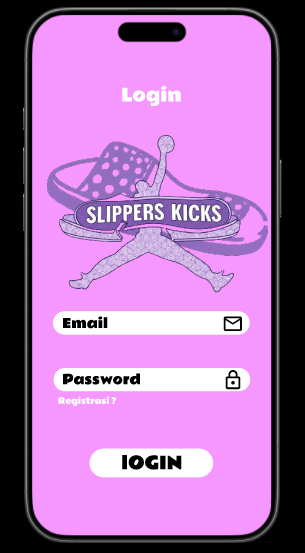 Login
SLIPPERS KICKS
Email
Password
Registrasi ?
lOGIN